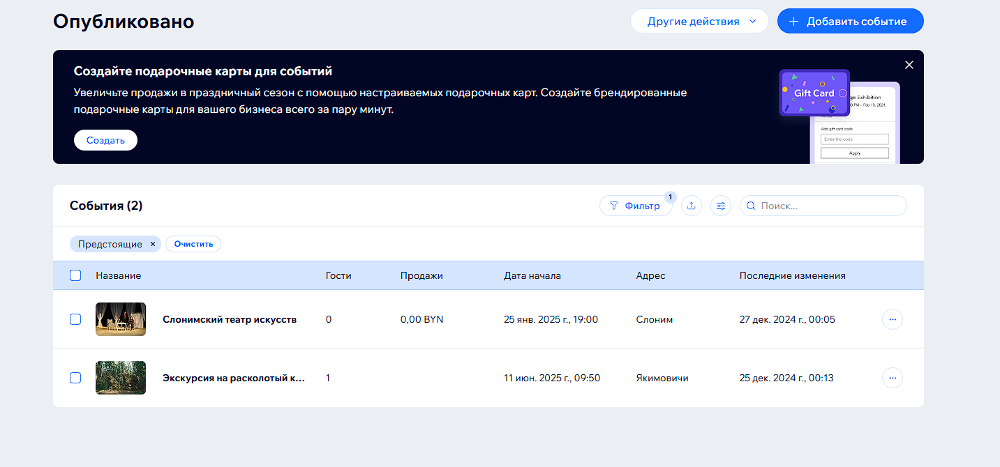 Опубликовано
Другие действия
Добавить событие
Создайте подарочные карты для событий
Увеличьте продажи в праздничный сезон с помощью настраиваемых подарочных карт. Создайте брендированные
подарочные карты для вашего бизнеса всего за пару минут.
Создать
Gift Card
ge Exhibition
0 PM – Feb 10, 2024,
Add gift card code
Enter the code
Apply
События (2)
Фильтр
1
Поиск...
Предстоящие ×
Очистить
Название Гости Продажи Дата начала Адрес Последние изменения
Слонимский театр искусств 0 0,00 BYN 25 янв. 2025 г., 19:00 Слоним 27 дек. 2024 г., 00:05
Экскурсия на расколотый к... 1 11 июн. 2025 г., 09:50 Якимовичи 25 дек. 2024 г., 00:13